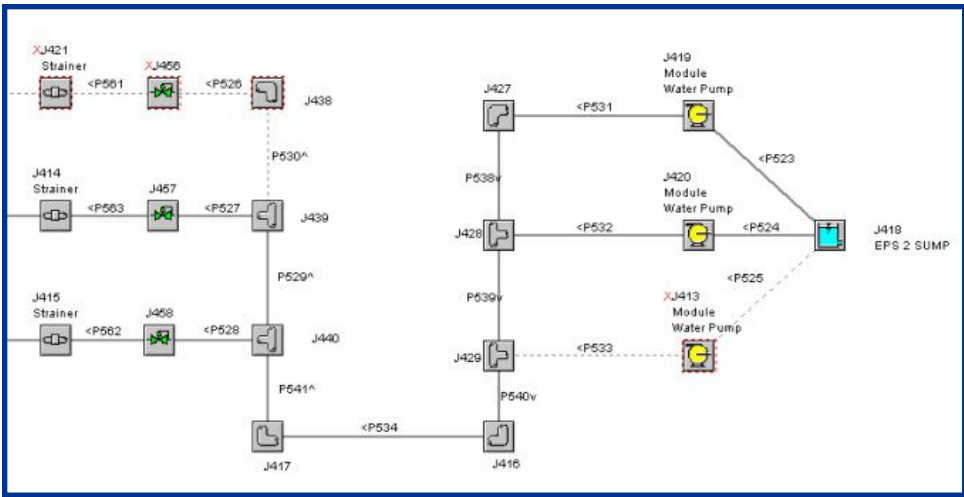 XJ421
Strainer
<P561
XJ456
<P526
J438
P530^
J414
Strainer
<P563
J457
<P527
J439
P529^
J415
Strainer
<P562
J458
<P528
J440
P541^
J417
<P534
J416
P540v
J429
P539v
J428
P538v
J427
<P531
J419
Module
Water Pump
<P523
<P532
J420
Module
Water Pump
<P524
J418
EPS 2 SUMP
<P525
<P533
XJ413
Module
Water Pump